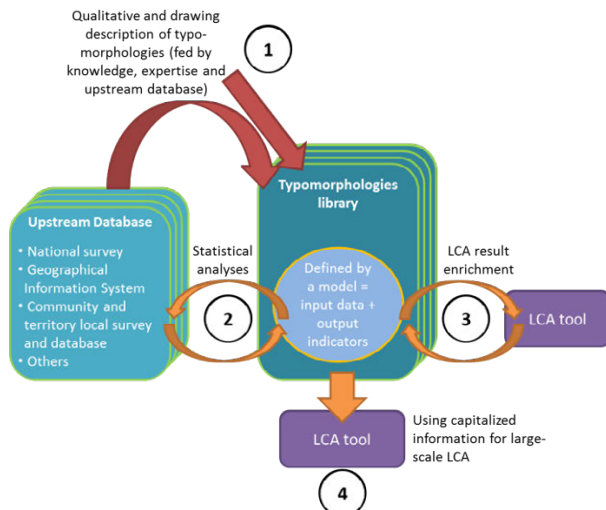 Qualitative and drawing
description of typo-
morphologies (fed by
knowledge, expertise and
upstream database)
1
Typomorphologies
library
Upstream Database
• National survey
• Geographical
Information System
• Community and
territory local survey
and database
• Others
Statistical
analyses
2
Defined by
a model =
input data +
output
indicators
LCA result
enrichment
3
LCA tool
LCA tool
Using capitalized
information for large-
scale LCA
4